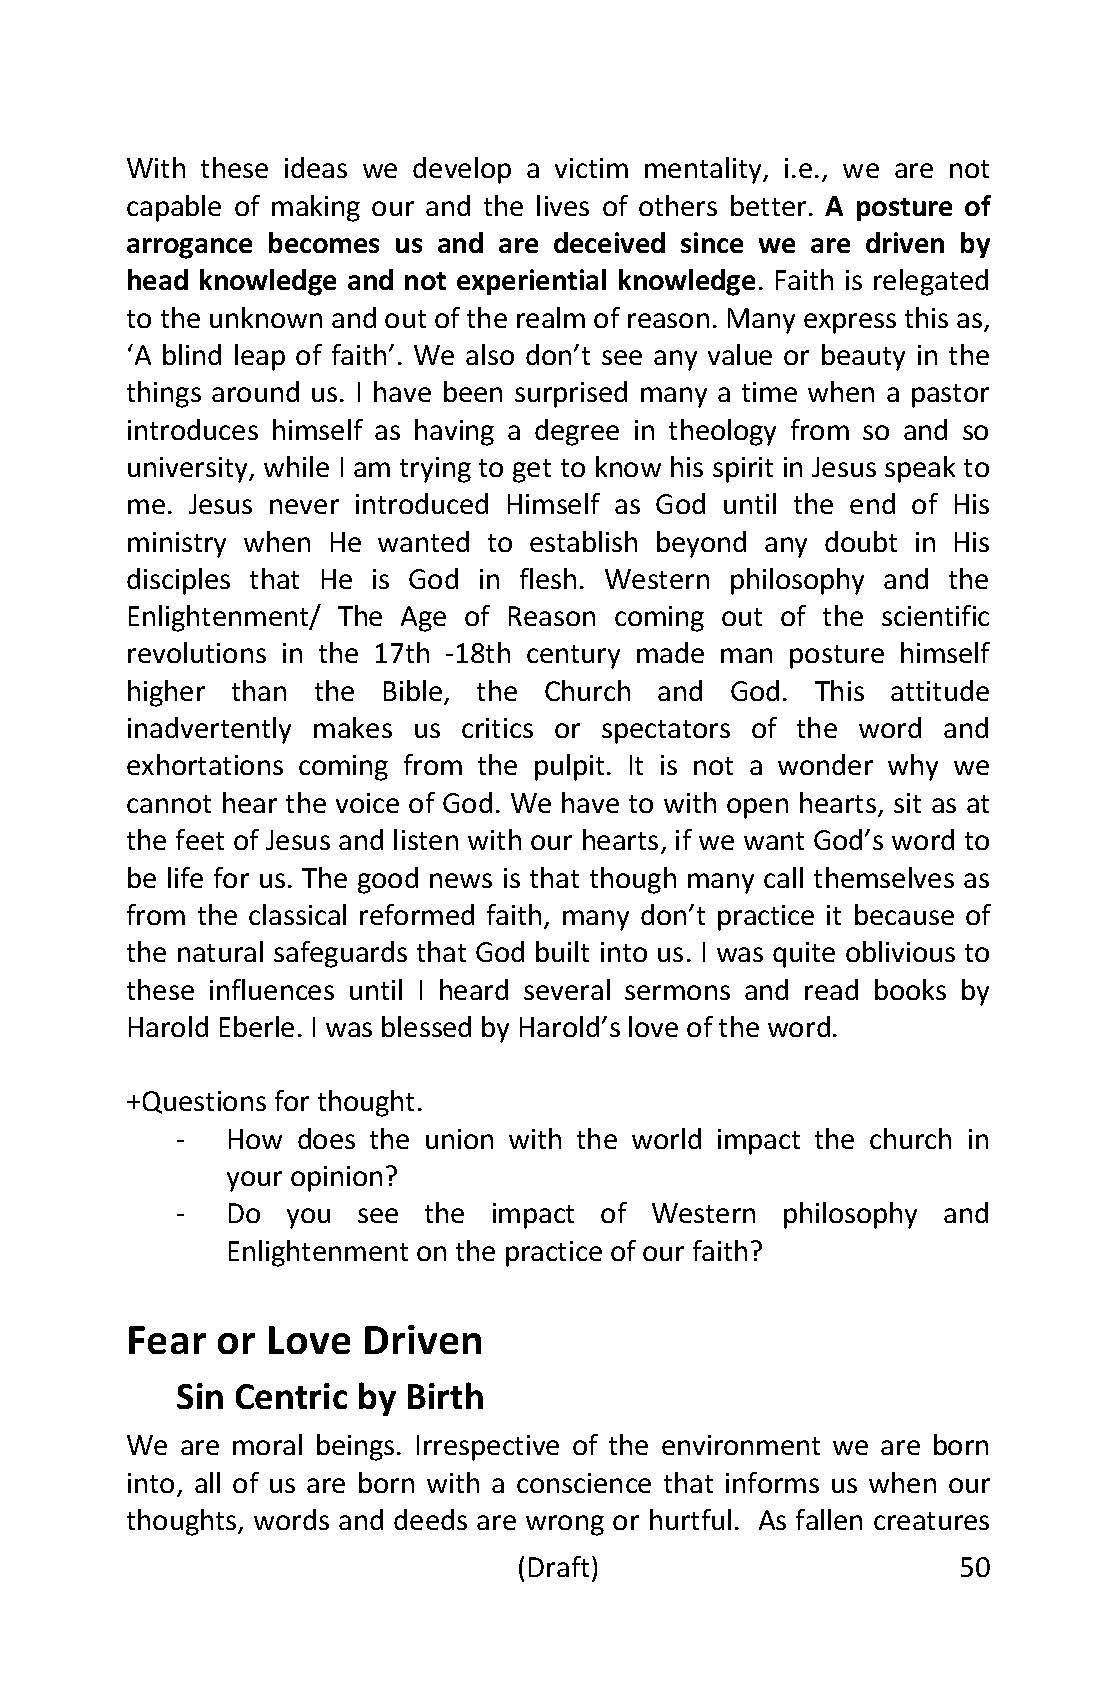 With these ideas we develop a victim mentality, i.e., we are not
capable of making our and the lives of others better. A posture of
arrogance becomes us and are deceived since we are driven by
head knowledge and not experiential knowledge. Faith is relegated
to the unknown and out of the realm of reason. Many express this as,
‘A blind leap of faith’. We also don’t see any value or beauty in the
things around us. I have been surprised many a time when a pastor
introduces himself as having a degree in theology from so and so
university, while I am trying to get to know his spirit in Jesus speak to
me. Jesus never introduced Himself as God until the end of His
ministry when He wanted to establish beyond any doubt in His
disciples that He is God in flesh. Western philosophy and the
Enlightenment/ The Age of Reason coming out of the scientific
revolutions in the 17th -18th century made man posture himself
higher than the Bible, the Church and God. This attitude
inadvertently makes us critics or spectators of the word and
exhortations coming from the pulpit. It is not a wonder why we
cannot hear the voice of God. We have to with open hearts, sit as at
the feet of Jesus and listen with our hearts, if we want God’s word to
be life for us. The good news is that though many call themselves as
from the classical reformed faith, many don’t practice it because of
the natural safeguards that God built into us. I was quite oblivious to
these influences until I heard several sermons and read books by
Harold Eberle. I was blessed by Harold’s love of the word.
+Questions for thought.
- How does the union with the world impact the church in
your opinion?
- Do you see the impact of Western philosophy and
Enlightenment on the practice of our faith?
Fear or Love Driven
Sin Centric by Birth
We are moral beings. Irrespective of the environment we are born
into, all of us are born with a conscience that informs us when our
thoughts, words and deeds are wrong or hurtful. As fallen creatures
(Draft) 50